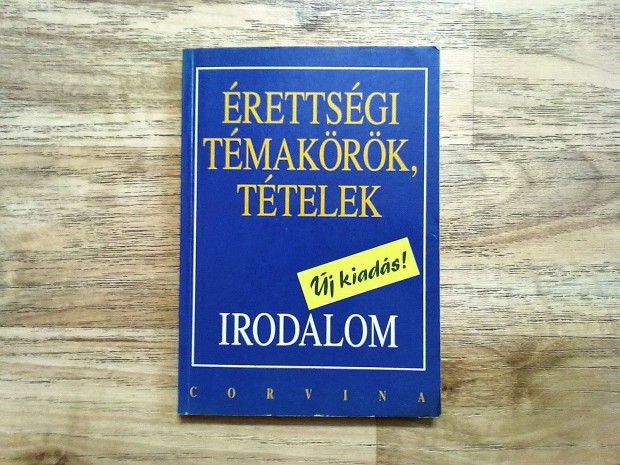 ÉRETTSÉGI
TÉMAKÖRÖK,
TÉTELEK
Új kiadás!
IRODALOM
CORVINA